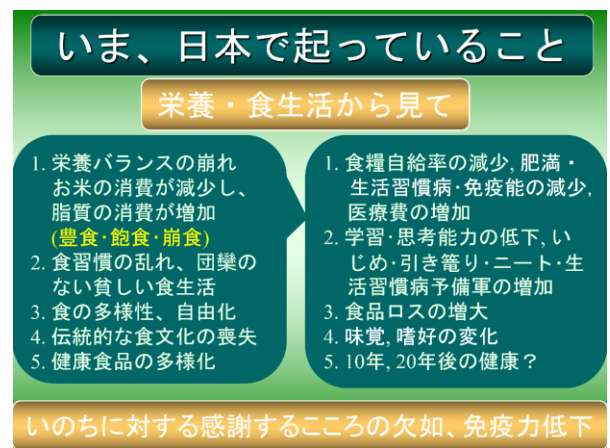 いま、日本で起っていること
栄養・食生活から見て
1. 栄養バランスの崩れ
お米の消費が減少し、
脂質の消費が増加
(豊食･飽食･崩食)
2. 食習慣の乱れ、団欒の
ない貧しい食生活
3. 食の多様性、自由化
4. 伝統的な食文化の喪失
5. 健康食品の多様化
1. 食糧自給率の減少, 肥満・
生活習慣病･免疫能の減少,
医療費の増加
2. 学習･思考能力の低下, い
じめ･引き篭り･ニート･生
活習慣病予備軍の増加
3. 食品ロスの増大
4. 味覚, 嗜好の変化
5. 10年, 20年後の健康？
いのちに対する感謝するこころの欠如、免疫力低下